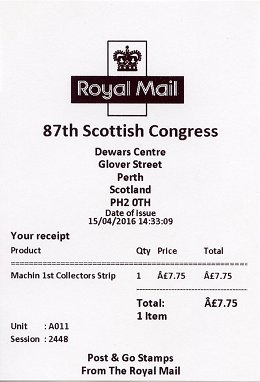 Royal Mail
87th Scottish Congress
Dewars Centre
Glover Street
Perth
Scotland
PH2 0TH
Date of Issue
15/04/2016 14:33:09
Your receipt
Product Qty Price Total
Machin 1st Collectors Strip 1 Â£7.75 Â£7.75
Total: Â£7.75
1 Item
Unit : A011
Session : 2448
Post & Go Stamps
From The Royal Mail